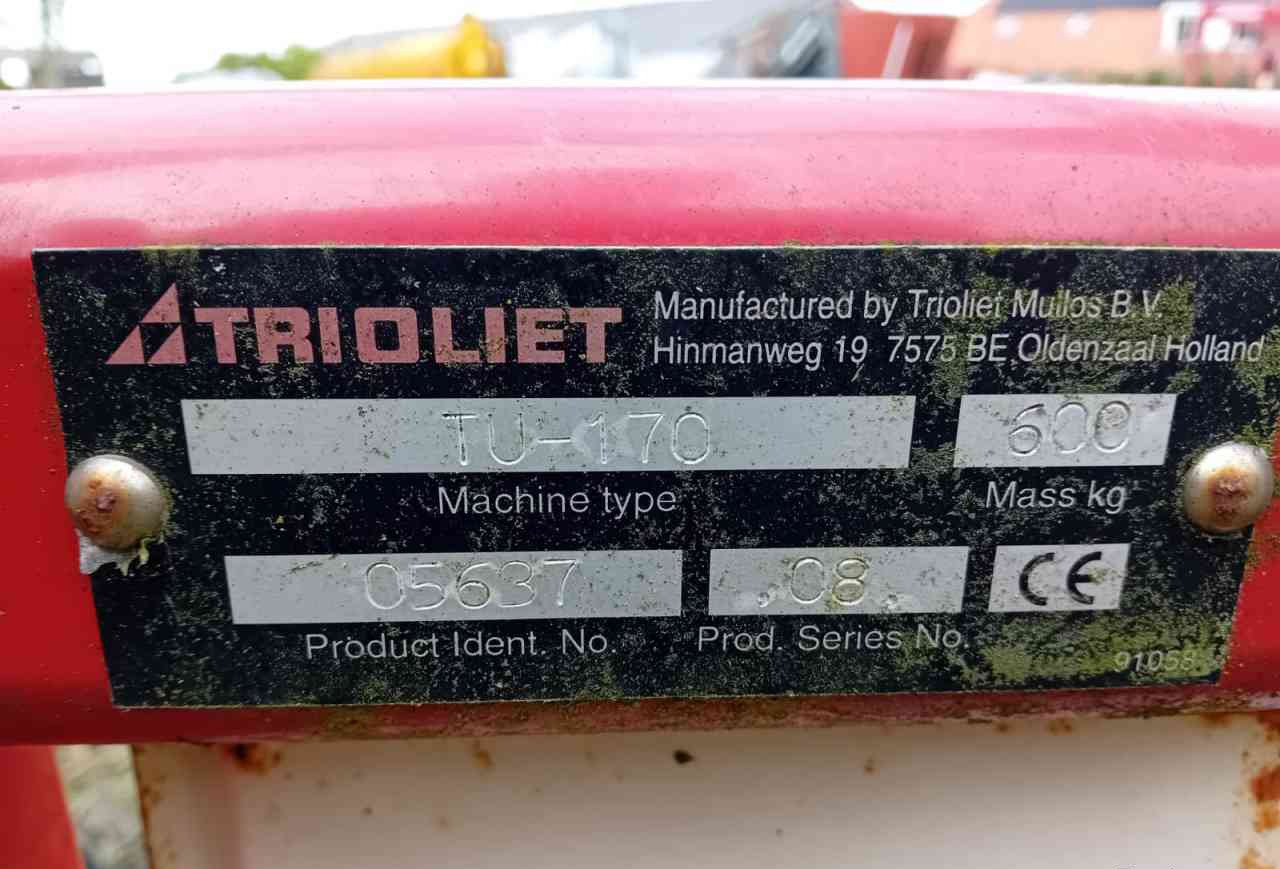 TRIOLIET
Manufactured by Trioliet Mullos B.V.
Hinmanweg 19 7575 BE Oldenzaal Holland
TU-170 600
Machine type Mass kg
05637 .08. CE
Product Ident. No. Prod. Series No.
91058